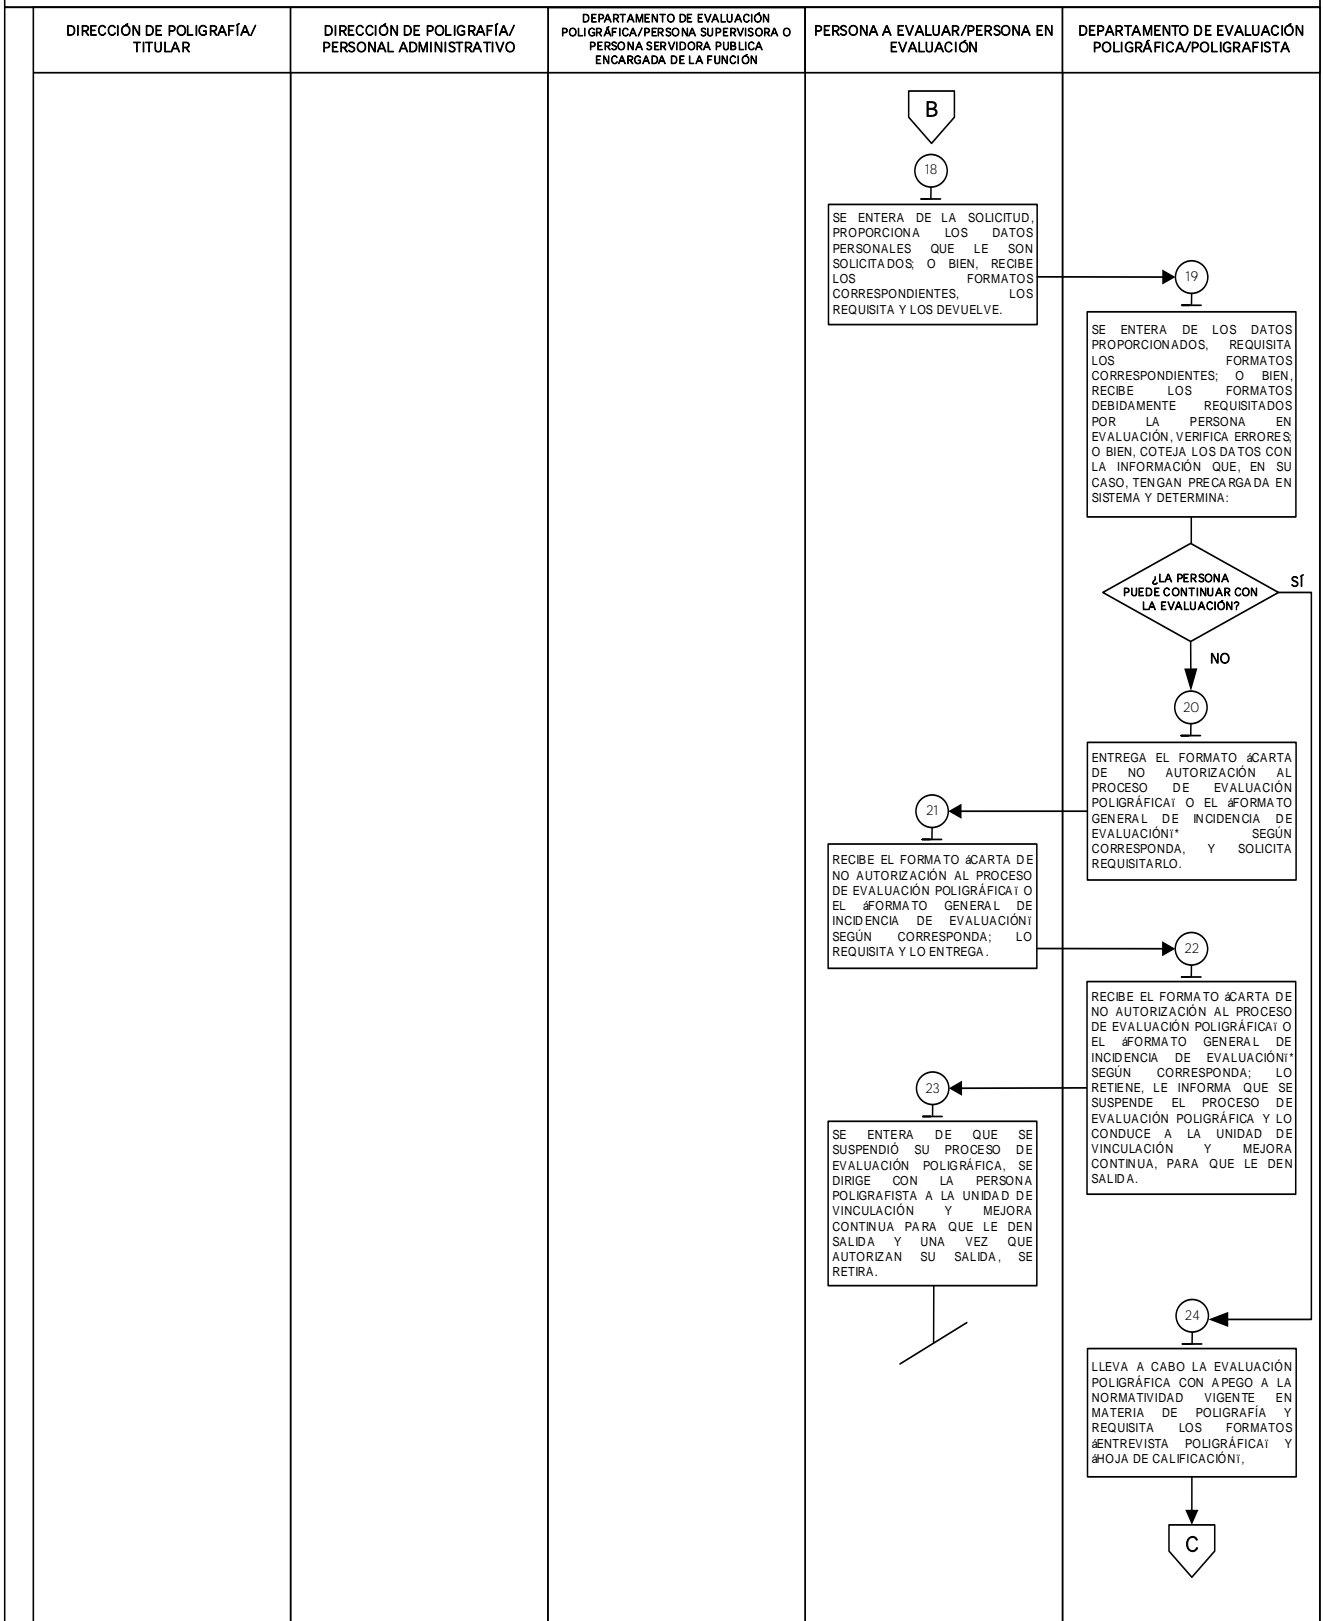 DIRECCIÓN DE POLIGRAFÍA/
TITULAR
DIRECCIÓN DE POLIGRAFÍA/
PERSONAL ADMINISTRATIVO
DEPARTAMENTO DE EVALUACIÓN
POLIGRÁFICA/PERSONA SUPERVISORA O
PERSONA SERVIDORA PUBLICA
ENCARGADA DE LA FUNCIÓN
PERSONA A EVALUAR/PERSONA EN
EVALUACIÓN
DEPARTAMENTO DE EVALUACIÓN
POLIGRÁFICA/POLIGRAFISTA
B
18
SE ENTERA DE LA SOLICITUD,
PROPORCIONA LOS DATOS
PERSONALES QUE LE SON
SOLICITADOS; O BIEN, RECIBE
LOS FORMATOS
CORRESPONDIENTES, LOS
REQUISITA Y LOS DEVUELVE.
19
SE ENTERA DE LOS DATOS
PROPORCIONADOS, REQUISITA
LOS FORMATOS
CORRESPONDIENTES; O BIEN,
RECIBE LOS FORMATOS
DEBIDAMENTE REQUISITADOS
POR LA PERSONA EN
EVALUACIÓN, VERIFICA ERRORES;
O BIEN, COTEJA LOS DATOS CON
LA INFORMACIÓN QUE, EN SU
CASO, TENGAN PRECARGADA EN
SISTEMA Y DETERMINA:
¿LA PERSONA
PUEDE CONTINUAR CON
LA EVALUACIÓN?
SÍ
NO
20
ENTREGA EL FORMATO áCARTA
DE NO AUTORIZACIÓN AL
PROCESO DE EVALUACIÓN
POLIGRÁFICAï O EL áFORMATO
GENERAL DE INCIDENCIA DE
EVALUACIÓNï* SEGÚN
CORRESPONDA, Y SOLICITA
REQUISITARLO.
21
RECIBE EL FORMATO áCARTA DE
NO AUTORIZACIÓN AL PROCESO
DE EVALUACIÓN POLIGRÁFICAï O
EL áFORMATO GENERAL DE
INCIDENCIA DE EVALUACIÓNï
SEGÚN CORRESPONDA; LO
REQUISITA Y LO ENTREGA.
22
RECIBE EL FORMATO áCARTA DE
NO AUTORIZACIÓN AL PROCESO
DE EVALUACIÓN POLIGRÁFICAï O
EL áFORMATO GENERAL DE
INCIDENCIA DE EVALUACIÓNï*
SEGÚN CORRESPONDA; LO
RETIENE, LE INFORMA QUE SE
SUSPENDE EL PROCESO DE
EVALUACIÓN POLIGRÁFICA Y LO
CONDUCE A LA UNIDAD DE
VINCULACIÓN Y MEJORA
CONTINUA, PARA QUE LE DEN
SALIDA.
23
SE ENTERA DE QUE SE
SUSPENDIÓ SU PROCESO DE
EVALUACIÓN POLIGRÁFICA, SE
DIRIGE CON LA PERSONA
POLIGRAFISTA A LA UNIDAD DE
VINCULACIÓN Y MEJORA
CONTINUA PARA QUE LE DEN
SALIDA Y UNA VEZ QUE
AUTORIZAN SU SALIDA, SE
RETIRA.
24
LLEVA A CABO LA EVALUACIÓN
POLIGRÁFICA CON APEGO A LA
NORMATIVIDAD VIGENTE EN
MATERIA DE POLIGRAFÍA Y
REQUISITA LOS FORMATOS
áENTREVISTA POLIGRÁFICAï Y
áHOJA DE CALIFICACIÓNï,
C